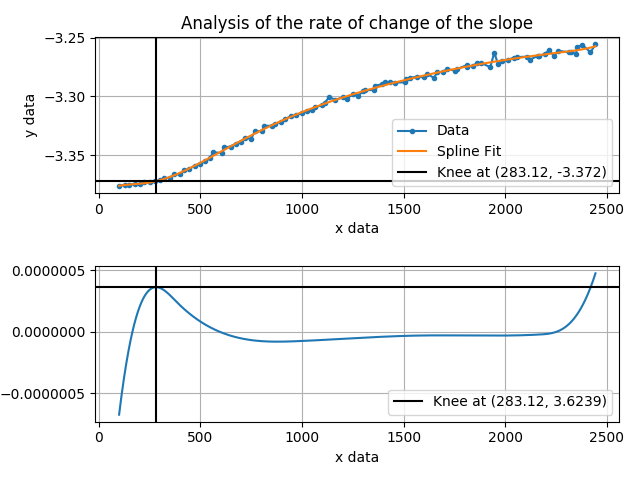 Analysis of the rate of change of the slope
−3.25
−3.30
−3.35
y data
Data
Spline Fit
Knee at (283.12, -3.372)
0 500 1000 1500 2000 2500
x data
0.0000005
0.0000000
−0.0000005
Knee at (283.12, 3.6239)
0 500 1000 1500 2000 2500
x data